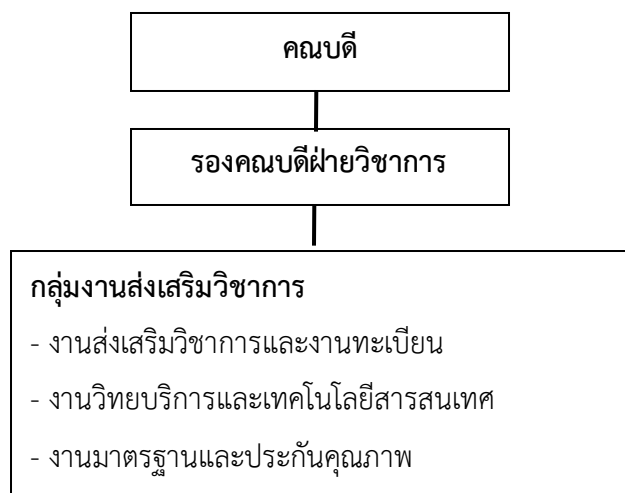 คณบดี
รองคณบดีฝ่ายวิชาการ
กลุ่มงานส่งเสริมวิชาการ
- งานส่งเสริมวิชาการและงานทะเบียน
- งานวิทยบริการและเทคโนโลยีสารสนเทศ
- งานมาตรฐานและประกันคุณภาพ